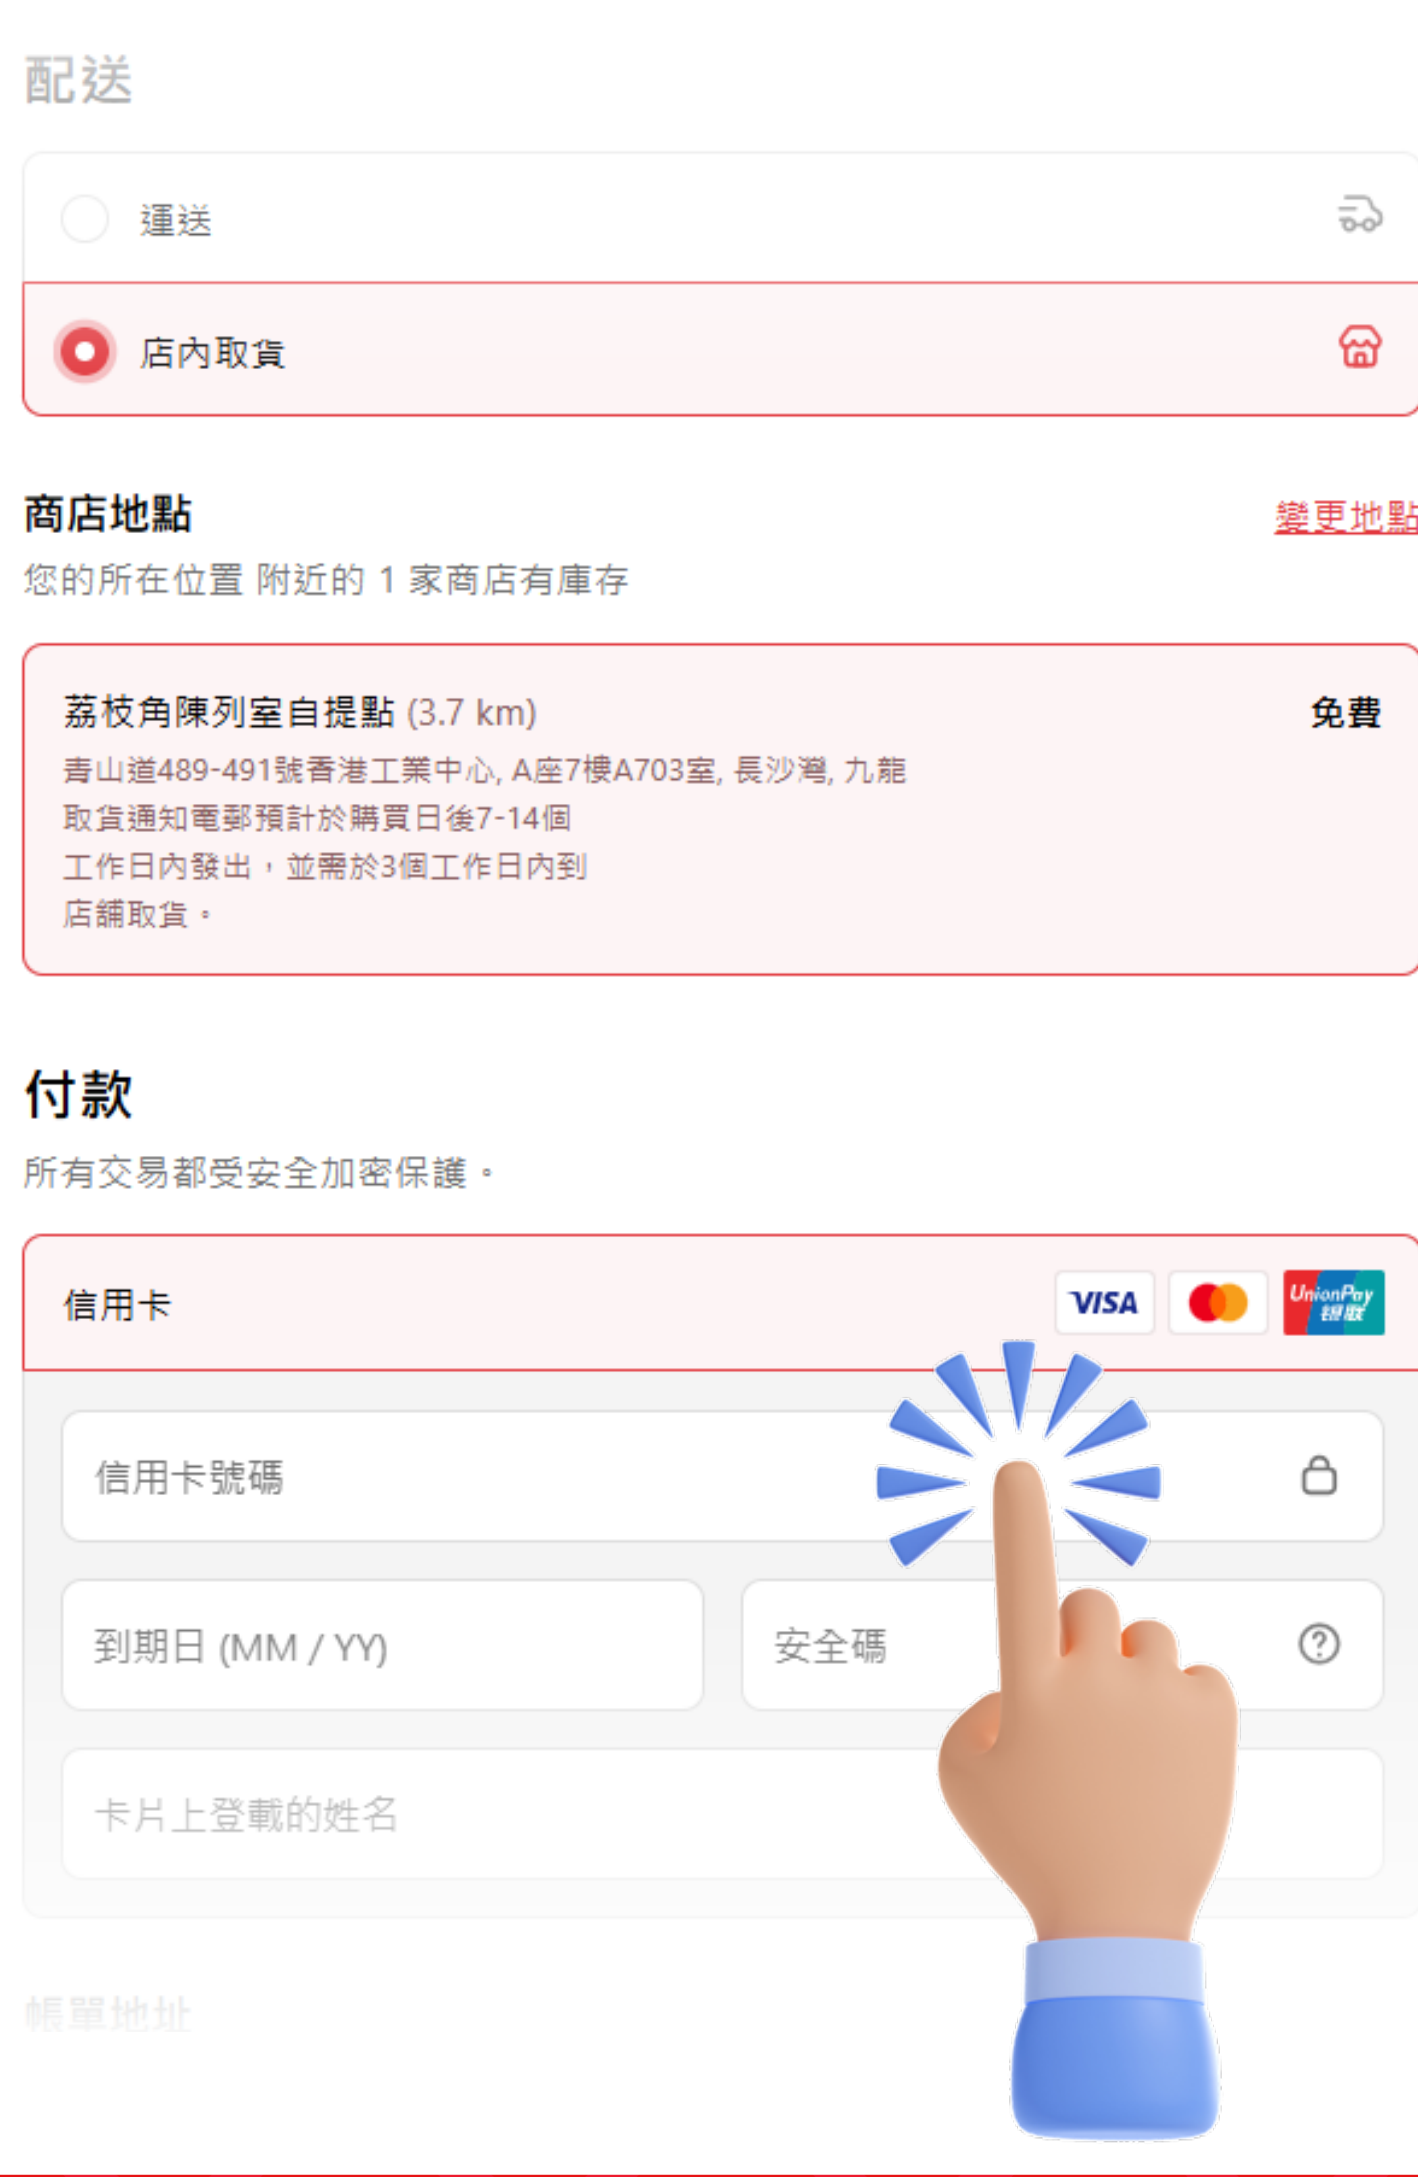 配送
運送
店內取貨
商店地點
變更地點
您的所在位置 附近的 1 家商店有庫存
荔枝角陳列室自提點 (3.7 km)
免費
青山道489-491號香港工業中心, A座7樓A703室, 長沙灣, 九龍
取貨通知電郵預計於購買日後7-14個
工作日內發出，並需於3個工作日內到
店舖取貨。
付款
所有交易都受安全加密保護。
信用卡
VISA
UnionPay
银联
信用卡號碼
到期日 (MM / YY)
安全碼
卡片上登載的姓名
帳單地址